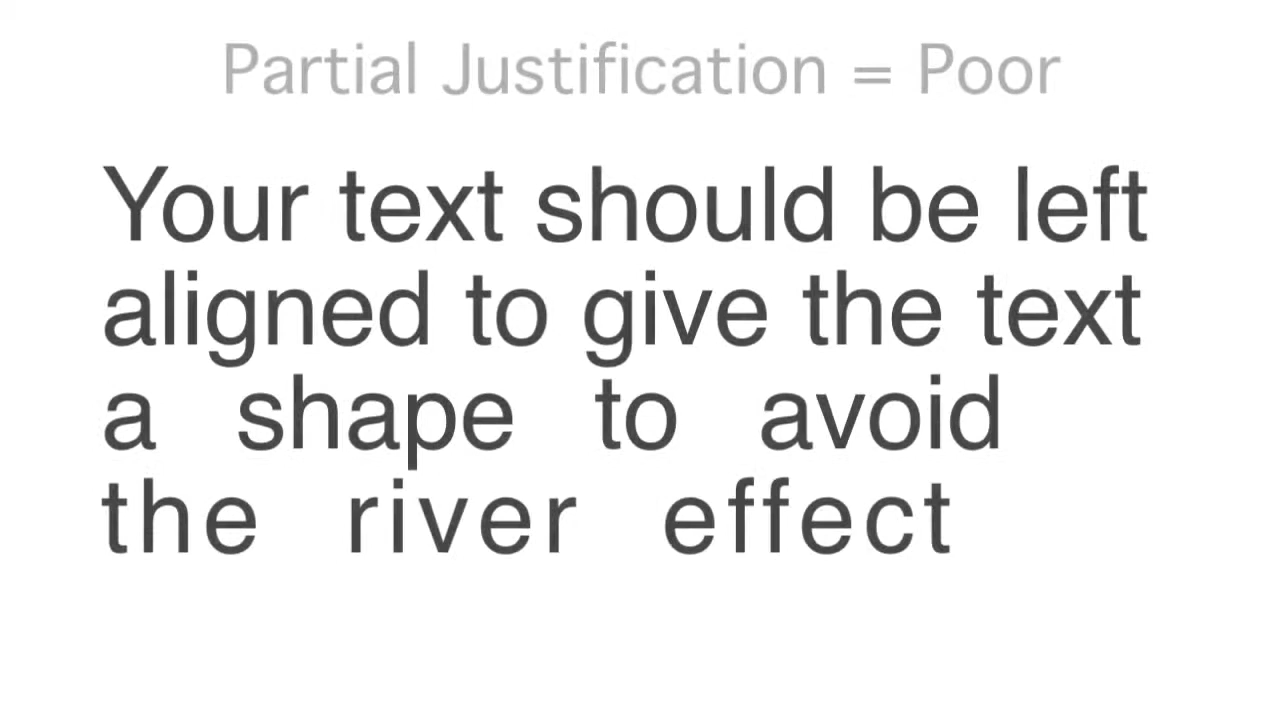 Partial Justification = Poor
Your text should be left
aligned to give the text
a shape to avoid
the river effect